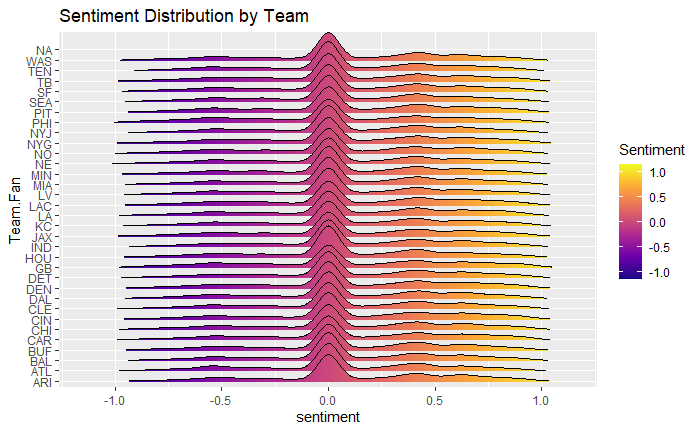 Sentiment Distribution by Team
Team.Fan
NA
WAS
TEN
TB
SF
SEA
PIT
PHI
NYJ
NYG
NO
NE
MIN
MIA
LV
LAC
LA
KC
JAX
IND
HOU
GB
DET
DEN
DAL
CLE
CIN
CHI
CAR
BUF
BAL
ATL
ARI
-1.0 -0.5 0.0 0.5 1.0
sentiment
Sentiment
1.0
0.5
0.0
-0.5
-1.0